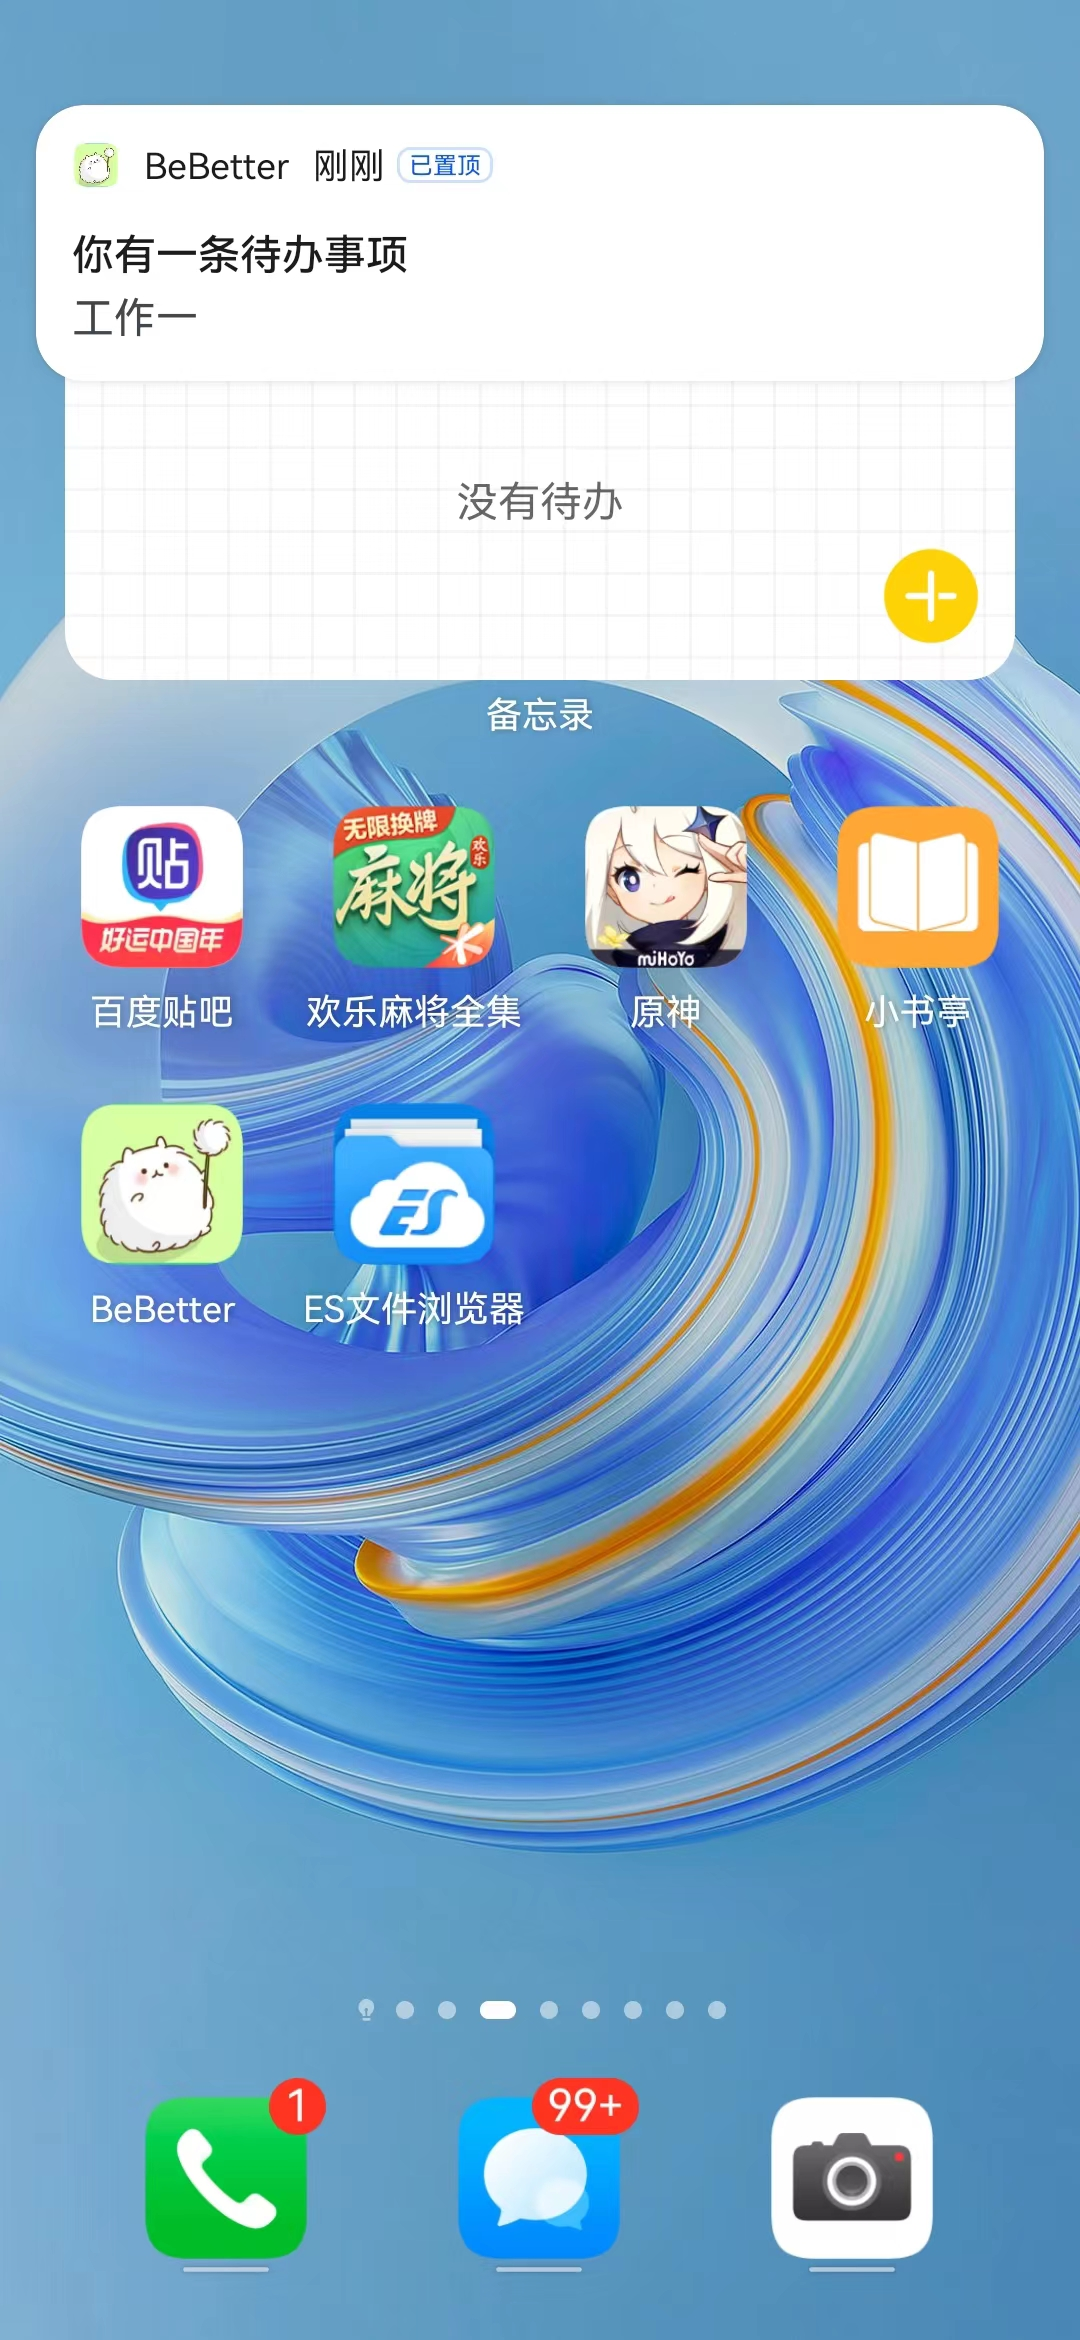 BeBetter 刚刚 已置顶
你有一条待办事项
工作一
没有待办
备忘录
贴
好运中国年
无限换牌
欢乐
麻将
miHoYo
百度贴吧 欢乐麻将全集 原神 小书亭
ES
BeBetter ES文件浏览器
1 99+